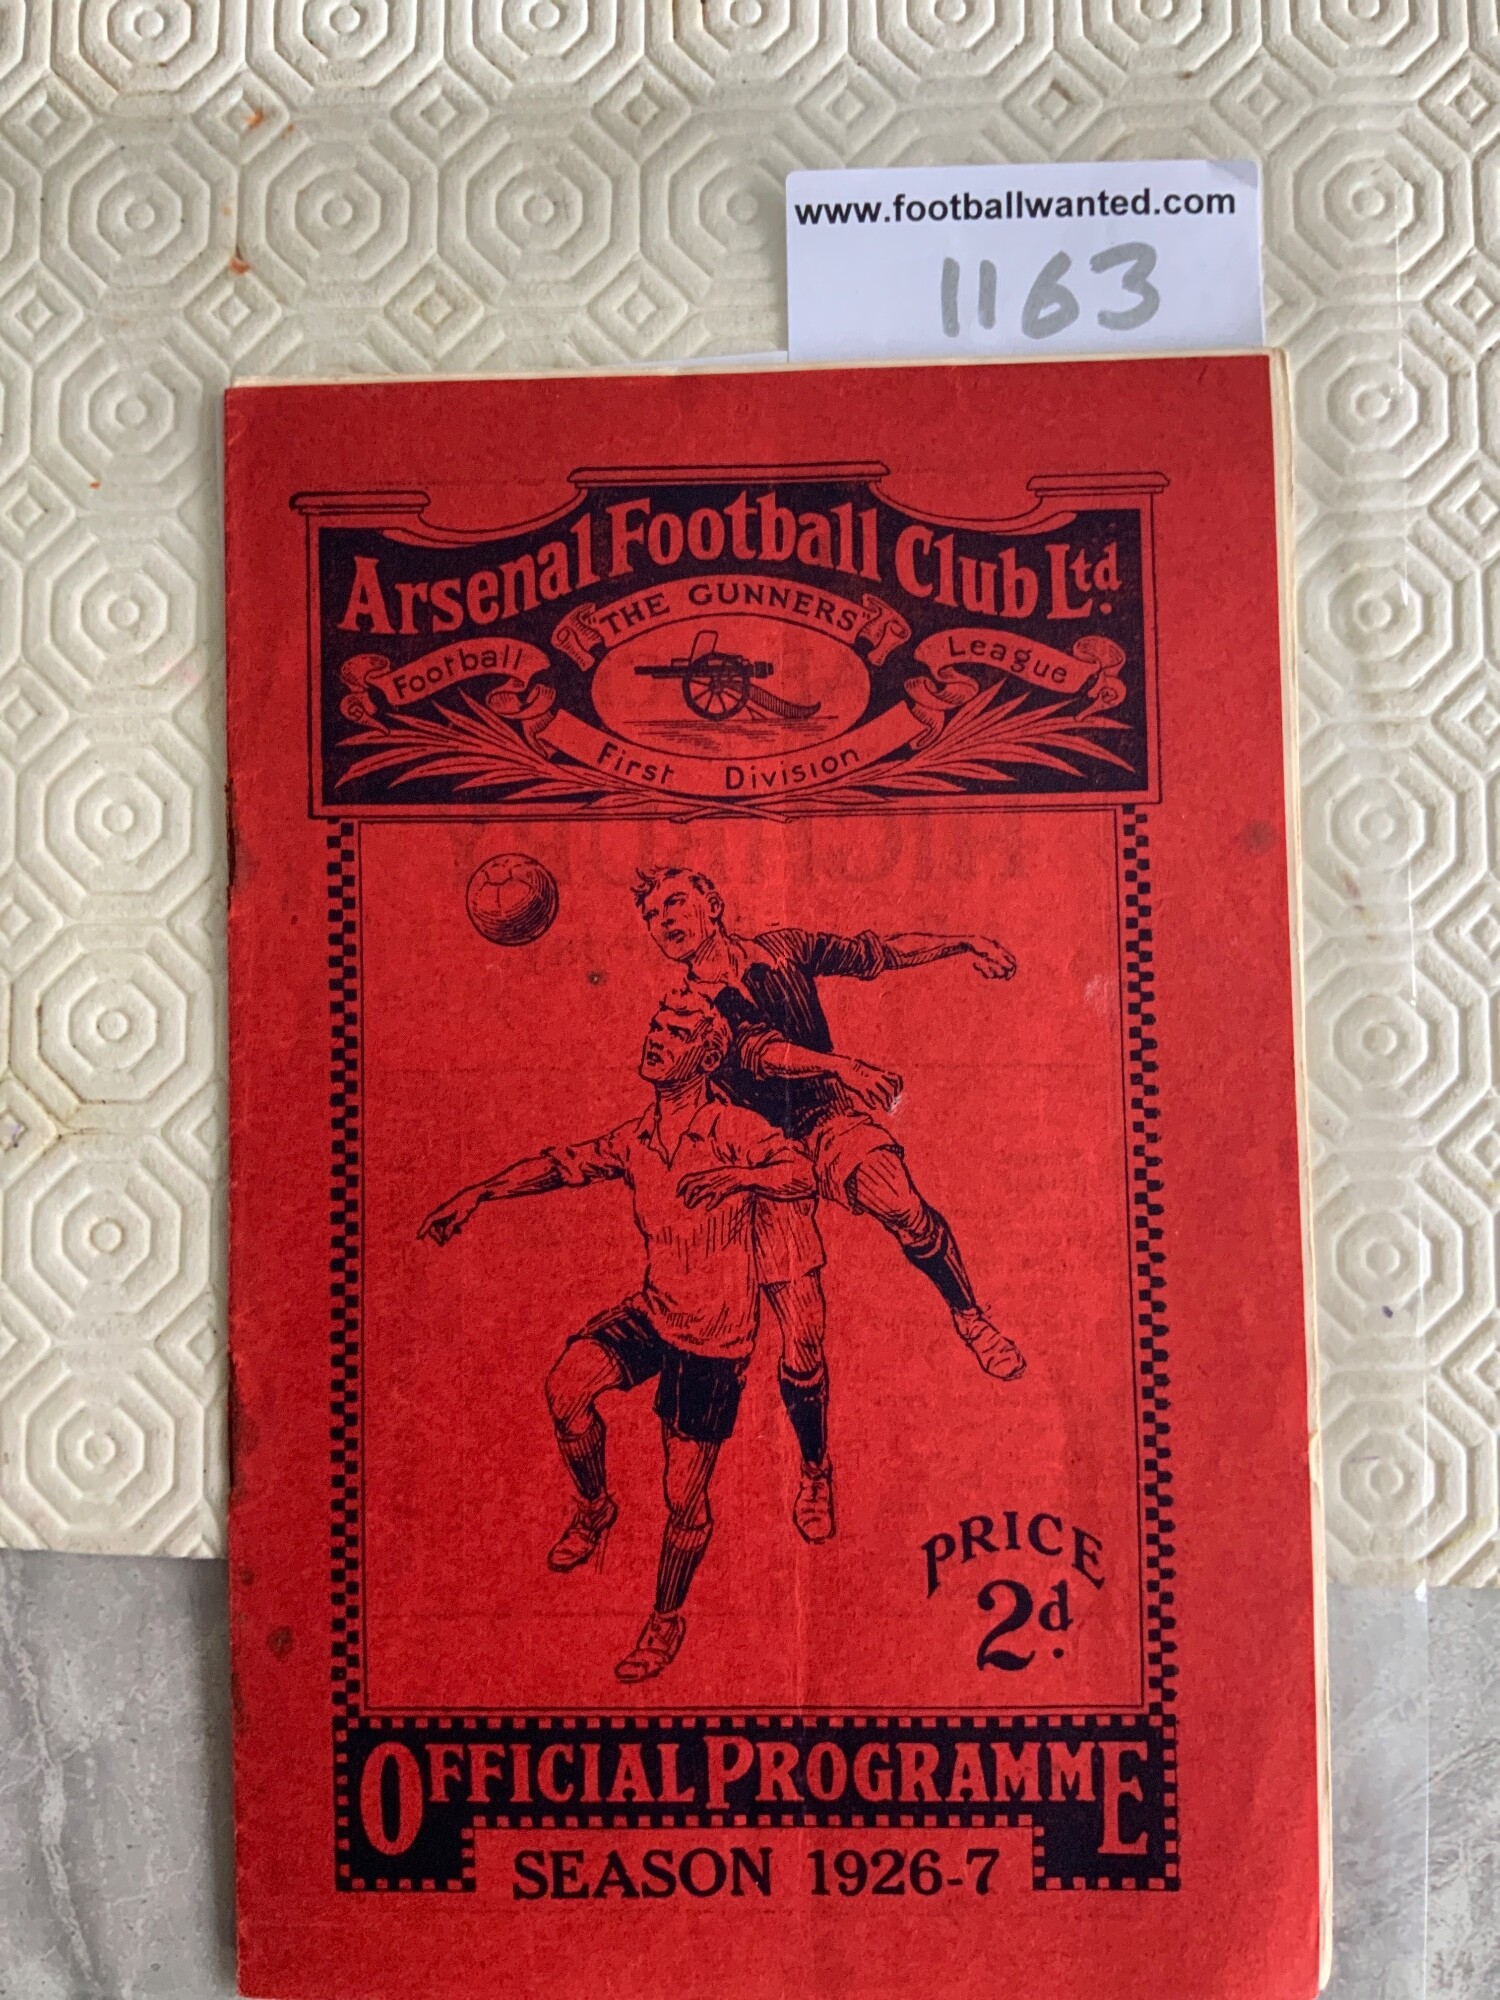 www.footballwanted.com
1163
Arsenal Football Club Ltd.
"THE GUNNERS"
Football League
First Division
HIGHBURY
PRICE
2d.
OFFICIAL PROGRAMME
SEASON 1926-7